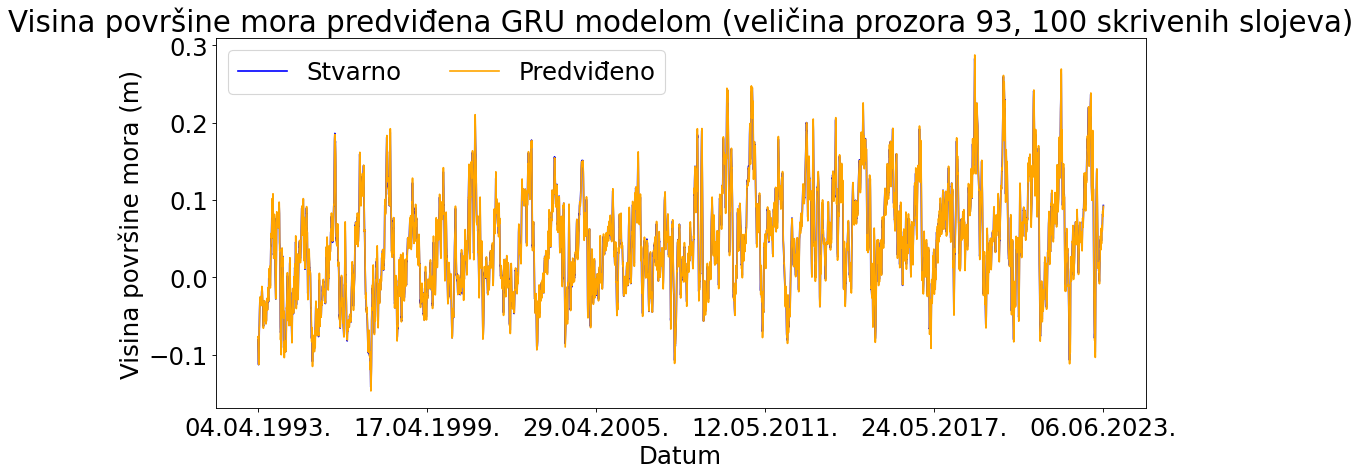 Visina površine mora predviđena GRU modelom (veličina prozora 93, 100 skrivenih slojeva)
Stvarno
Predviđeno
Visina površine mora (m)
0.3
0.2
0.1
0.0
−0.1
04.04.1993.
17.04.1999.
29.04.2005.
12.05.2011.
24.05.2017.
06.06.2023.
Datum